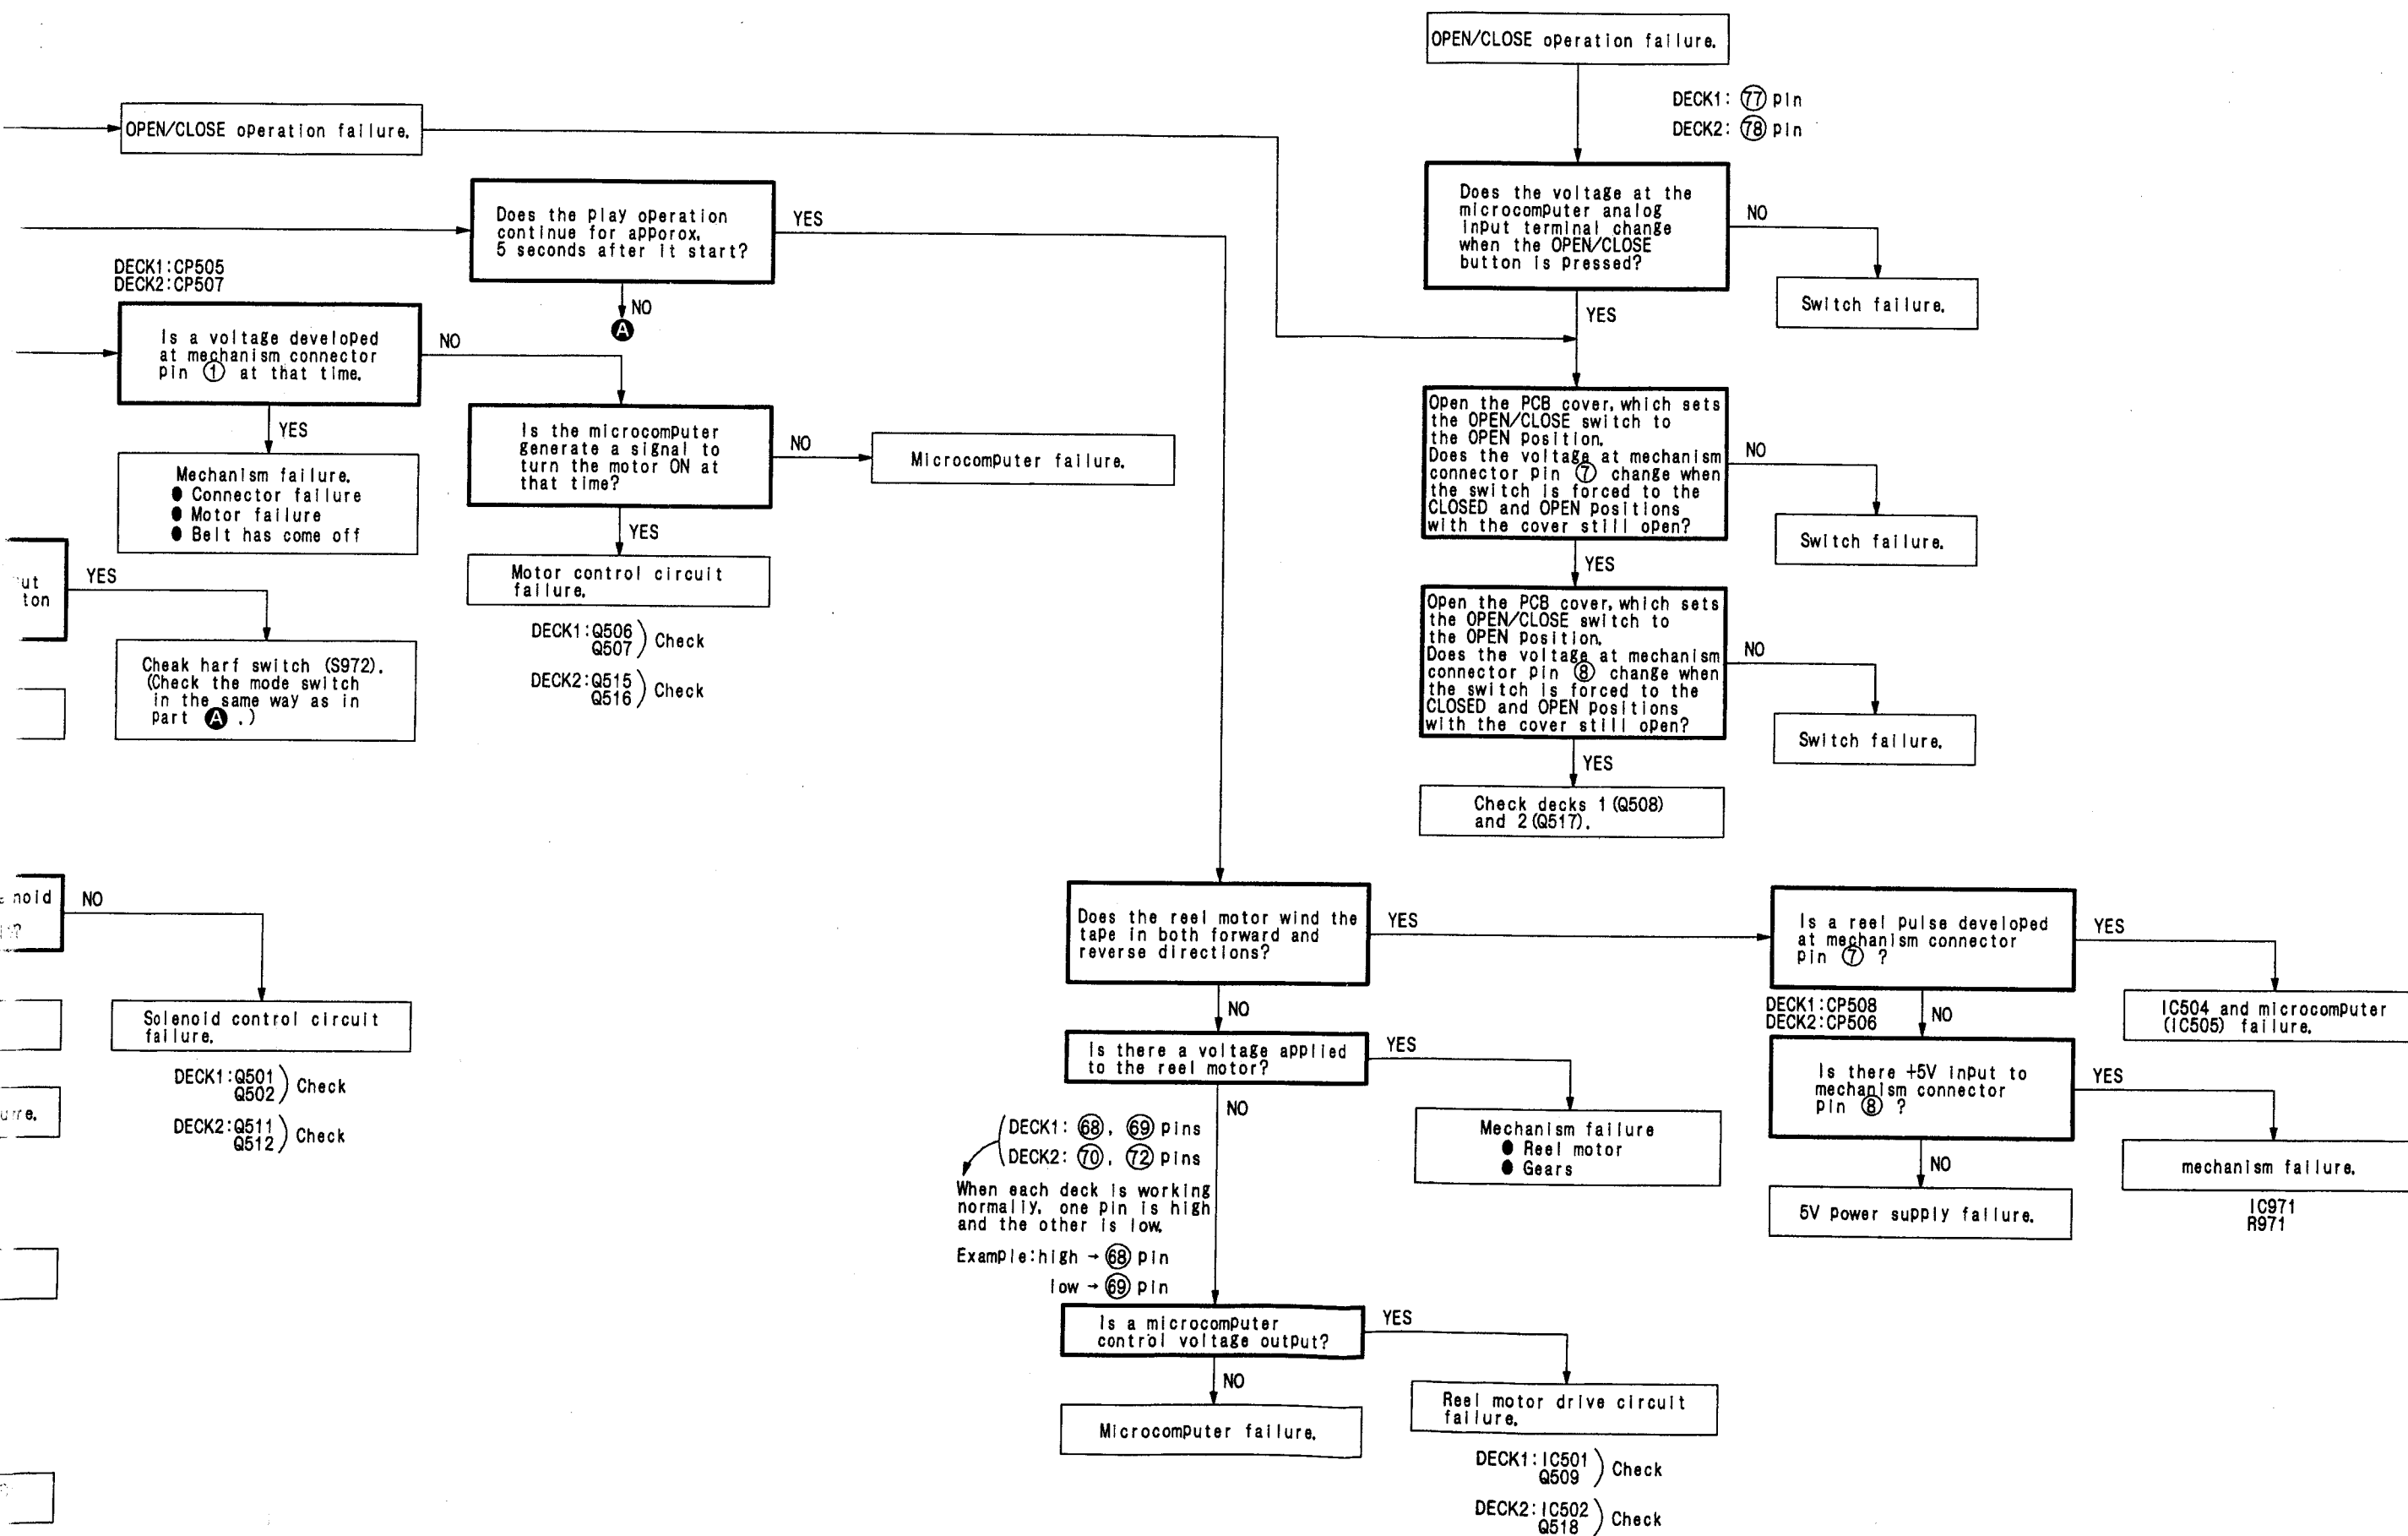 OPEN/CLOSE operation failure.
DECK1: 77 pin
DECK2: 78 pin
OPEN/CLOSE operation failure.
Does the voltage at the
microcomputer analog
input terminal change
when the OPEN/CLOSE
button is pressed?
NO
Switch failure.
YES
Does the play operation
continue for apporox.
5 seconds after it start?
YES
NO
A
DECK1:CP505
DECK2:CP507
Is a voltage developed
at mechanism connector
pin ① at that time.
NO
YES
Mechanism failure.
● Connector failure
● Motor failure
● Belt has come off
Is the microcomputer
generate a signal to
turn the motor ON at
that time?
NO
Microcomputer failure.
YES
Motor control circuit
failure.
DECK1:Q506
Q507) Check
DECK2:Q515
Q516) Check
Open the PCB cover, which sets
the OPEN/CLOSE switch to
the OPEN position.
Does the voltage at mechanism
connector pin ⑦ change when
the switch is forced to the
CLOSED and OPEN positions
with the cover still open?
NO
Switch failure.
YES
Open the PCB cover, which sets
the OPEN/CLOSE switch to
the OPEN position.
Does the voltage at mechanism
connector pin ⑧ change when
the switch is forced to the
CLOSED and OPEN positions
with the cover still open?
NO
Switch failure.
YES
Check decks 1 (Q508)
and 2 (Q517).
ton
YES
Cheak harf switch (S972).
(Check the mode switch
in the same way as in
part A .)
noid
NO
Solenoid control circuit
failure.
DECK1:Q501
Q502) Check
DECK2:Q511
Q512) Check
Does the reel motor wind the
tape in both forward and
reverse directions?
YES
NO
Is a reel pulse developed
at mechanism connector
pin ⑦ ?
YES
IC504 and microcomputer
(IC505) failure.
DECK1:CP508
DECK2:CP506
NO
Is there +5V input to
mechanism connector
pin ⑧ ?
YES
mechanism failure.
IC971
R971
NO
5V power supply failure.
Is there a voltage applied
to the reel motor?
YES
Mechanism failure
● Reel motor
● Gears
NO
(DECK1: 68, 69 pins
DECK2: 70, 72 pins
When each deck is working
normally, one pin is high
and the other is low.
Example:high → 68 pin
low → 69 pin
Is a microcomputer
control voltage output?
YES
NO
Microcomputer failure.
Reel motor drive circuit
failure.
DECK1:IC501
Q509) Check
DECK2:IC502
Q518) Check